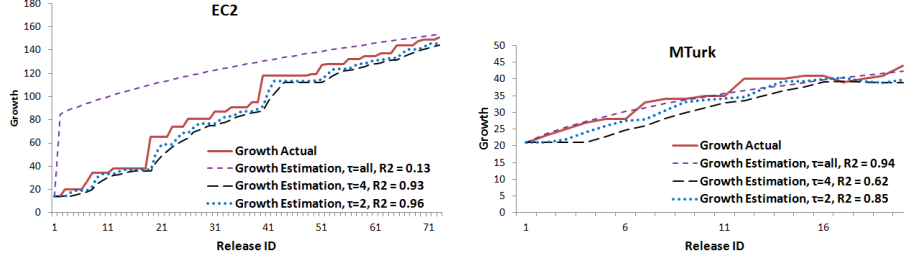 EC2
180
160
140
120
100
80
60
40
20
0
Growth
Growth Actual
Growth Estimation, τ=all, R2 = 0.13
Growth Estimation, τ=4, R2 = 0.93
Growth Estimation, τ=2, R2 = 0.96
1 11 21 31 41 51 61 71
Release ID
MTurk
50
45
40
35
30
25
20
15
10
5
0
Growth
Growth Actual
Growth Estimation, τ=all, R2 = 0.94
Growth Estimation, τ=4, R2 = 0.62
Growth Estimation, τ=2, R2 = 0.85
1 6 11 16
Release ID